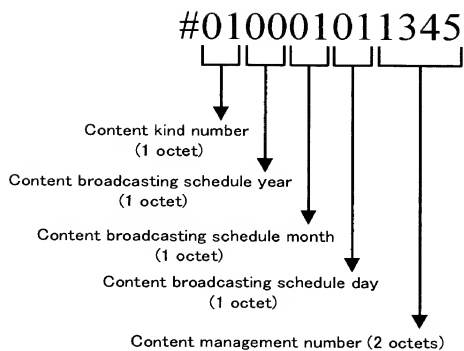 #010001011345
Content kind number
(1 octet)
Content broadcasting schedule year
(1 octet)
Content broadcasting schedule month
(1 octet)
Content broadcasting schedule day
(1 octet)
Content management number (2 octets)